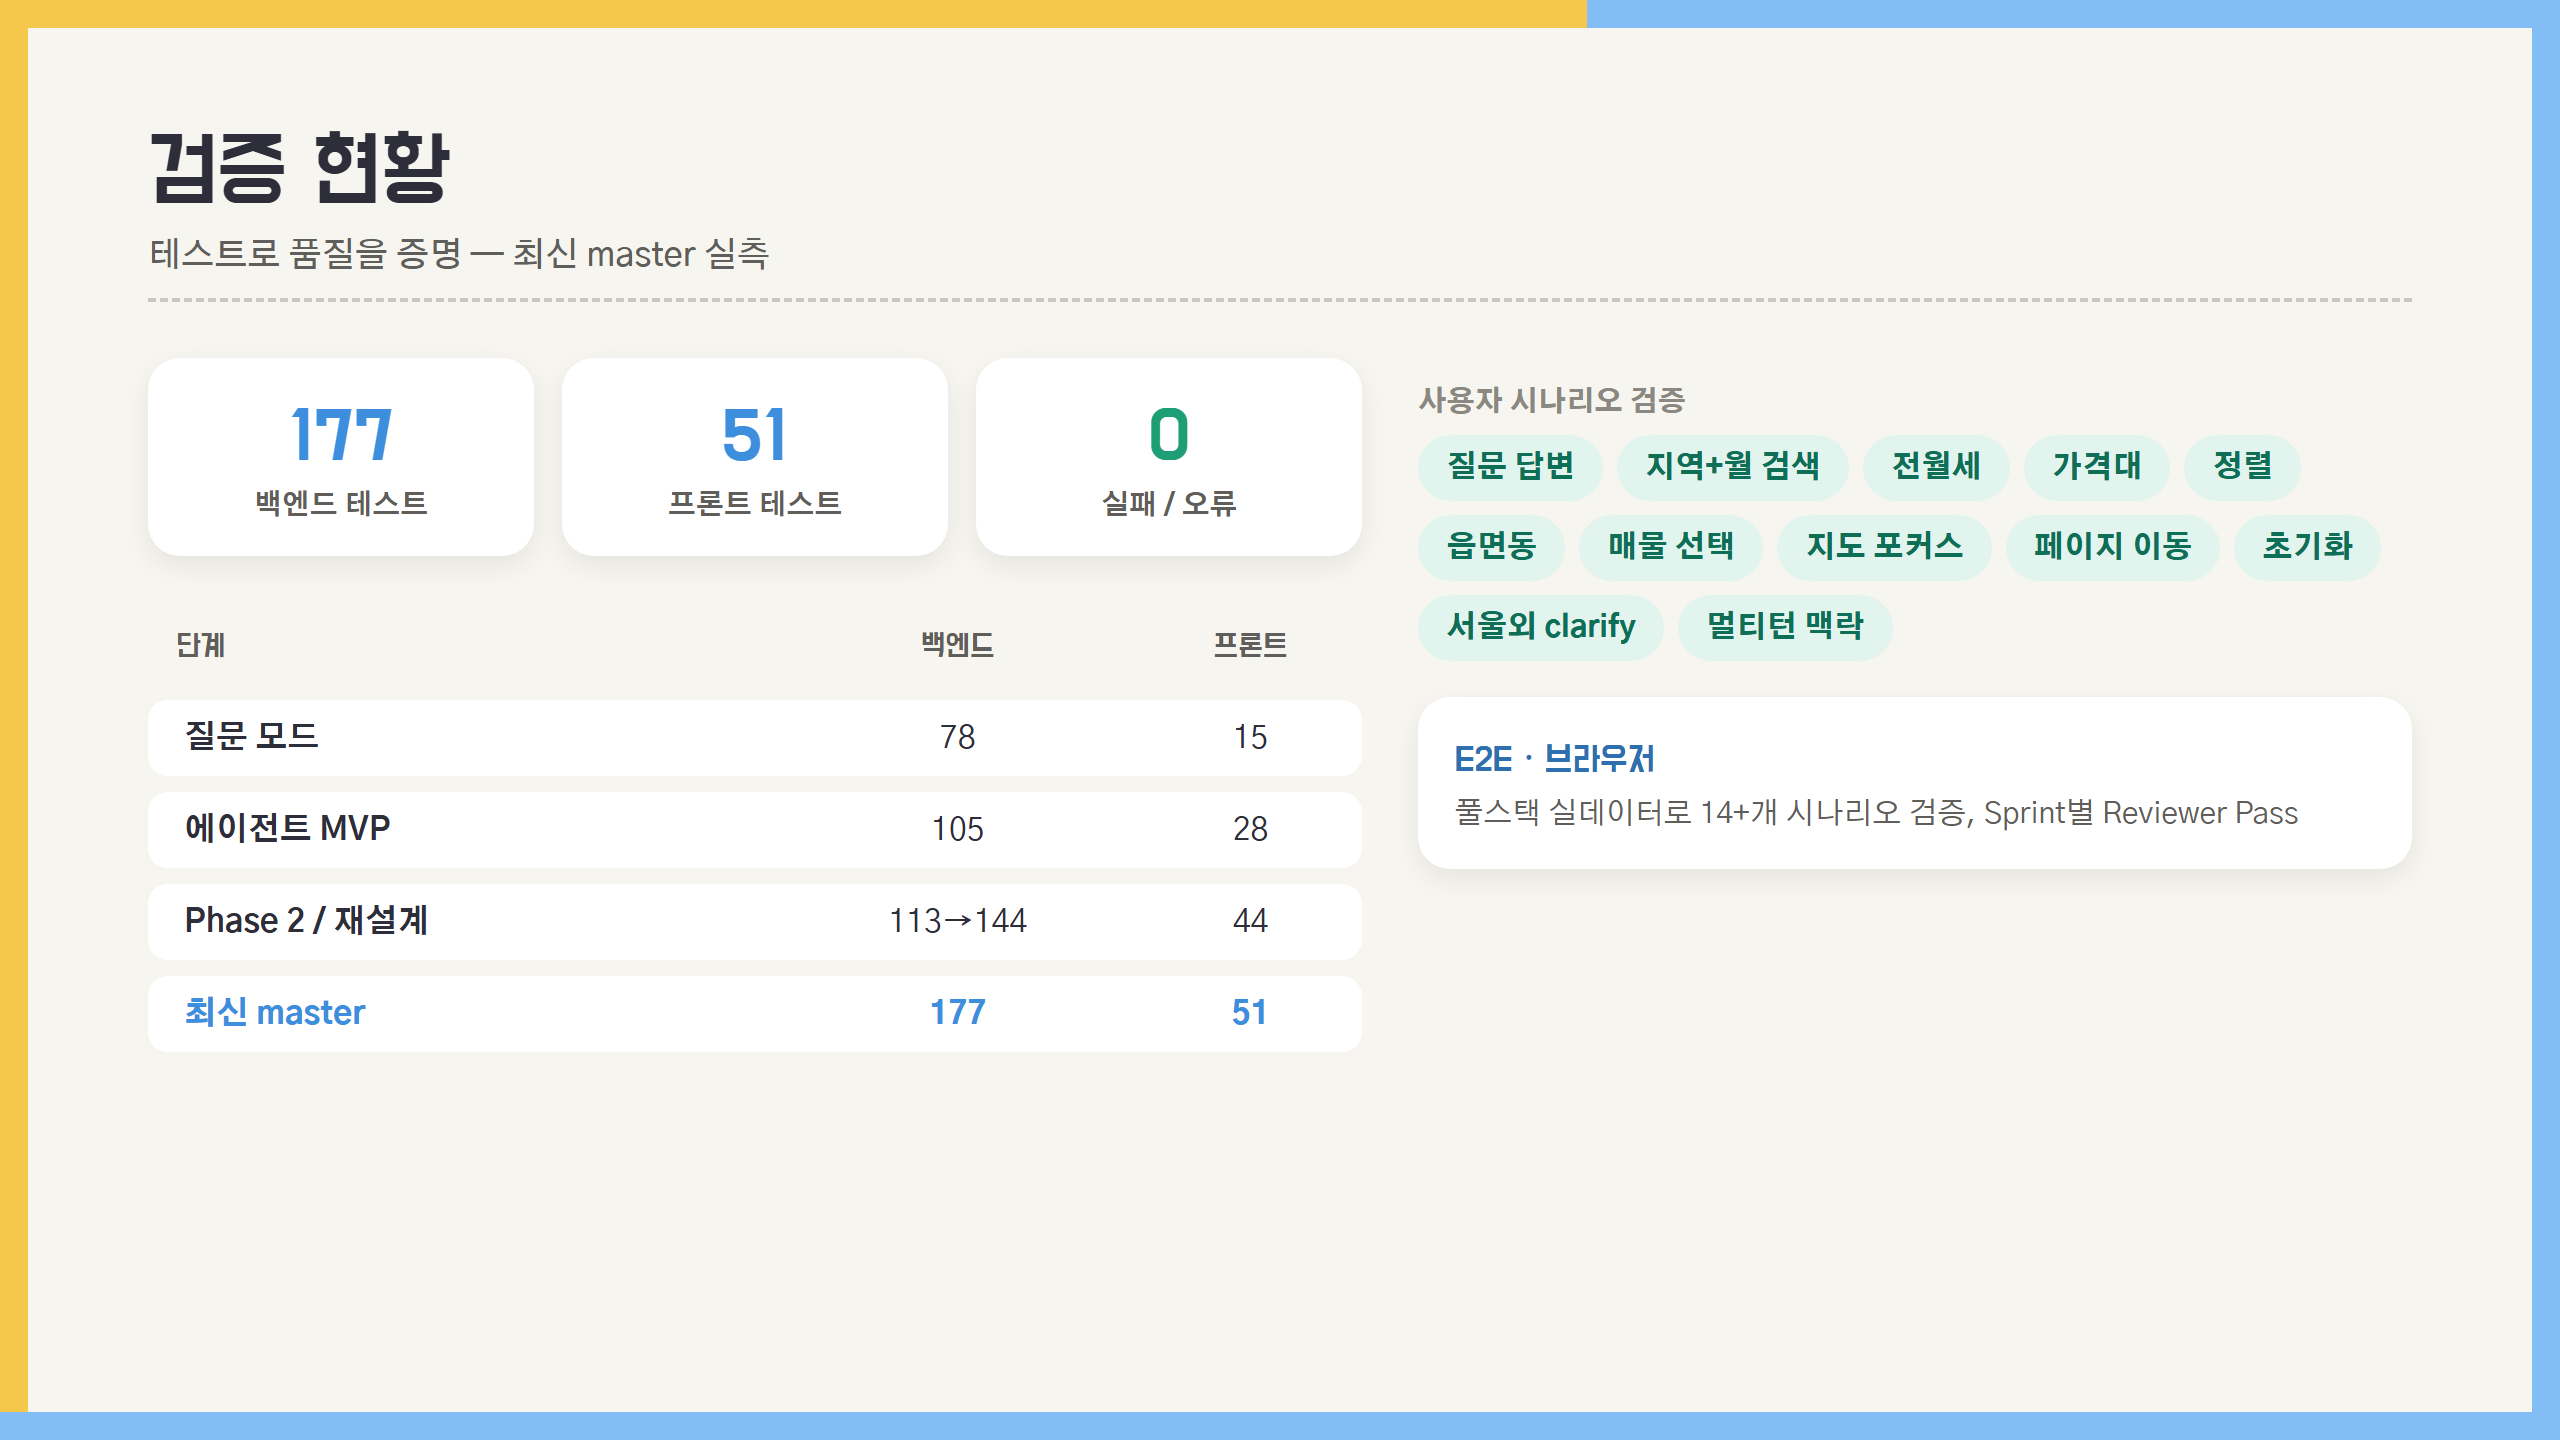 검증 현황
테스트로 품질을 증명 — 최신 master 실측
177
백엔드 테스트
51
프론트 테스트
0
실패 / 오류
단계 백엔드 프론트
질문 모드 78 15
에이전트 MVP 105 28
Phase 2 / 재설계 113→144 44
최신 master 177 51
사용자 시나리오 검증
질문 답변 지역+월 검색 전월세 가격대 정렬
읍면동 매물 선택 지도 포커스 페이지 이동 초기화
서울외 clarify 멀티턴 맥락
E2E · 브라우저
풀스택 실데이터로 14+개 시나리오 검증, Sprint별 Reviewer Pass